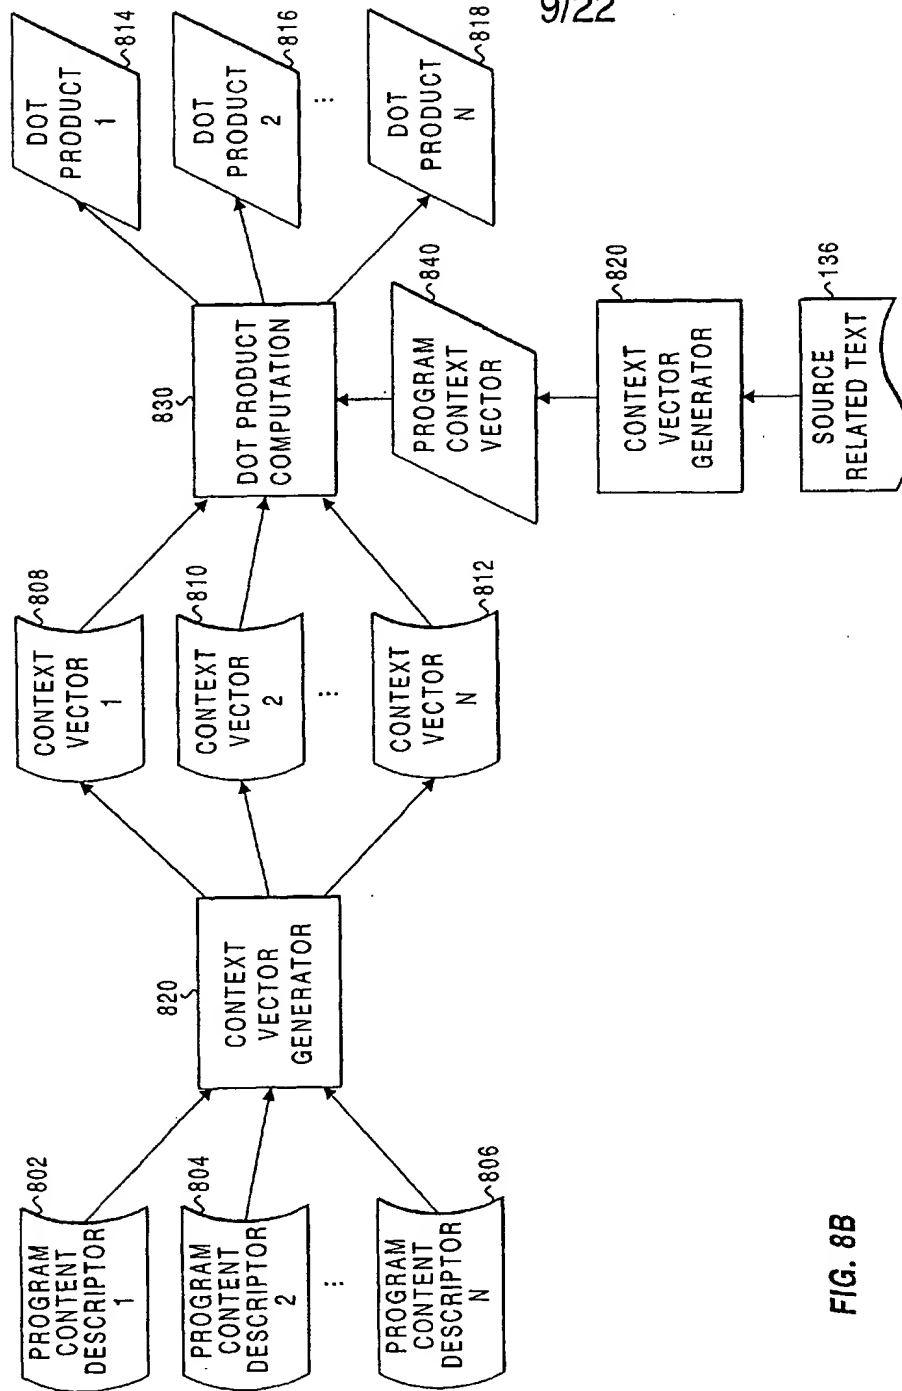 9/22
PROGRAM
CONTENT
DESCRIPTOR
1
802
PROGRAM
CONTENT
DESCRIPTOR
2
804
⋮
PROGRAM
CONTENT
DESCRIPTOR
N
806
820
CONTEXT
VECTOR
GENERATOR
CONTEXT
VECTOR
1
808
CONTEXT
VECTOR
2
810
⋮
CONTEXT
VECTOR
N
812
830
DOT PRODUCT
COMPUTATION
DOT
PRODUCT
1
814
DOT
PRODUCT
2
816
⋮
DOT
PRODUCT
N
818
PROGRAM
CONTEXT
VECTOR
840
CONTEXT
VECTOR
GENERATOR
820
SOURCE
RELATED TEXT
136
FIG. 8B